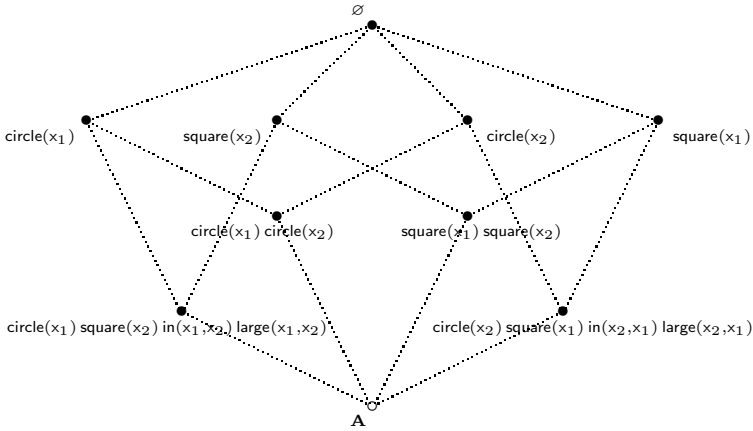 ∅
circle(x₁) square(x₂) circle(x₂) square(x₁)
circle(x₁) circle(x₂) square(x₁) square(x₂)
circle(x₁) square(x₂) in(x₁,x₂) large(x₁,x₂) circle(x₂) square(x₁) in(x₂,x₁) large(x₂,x₁)
A